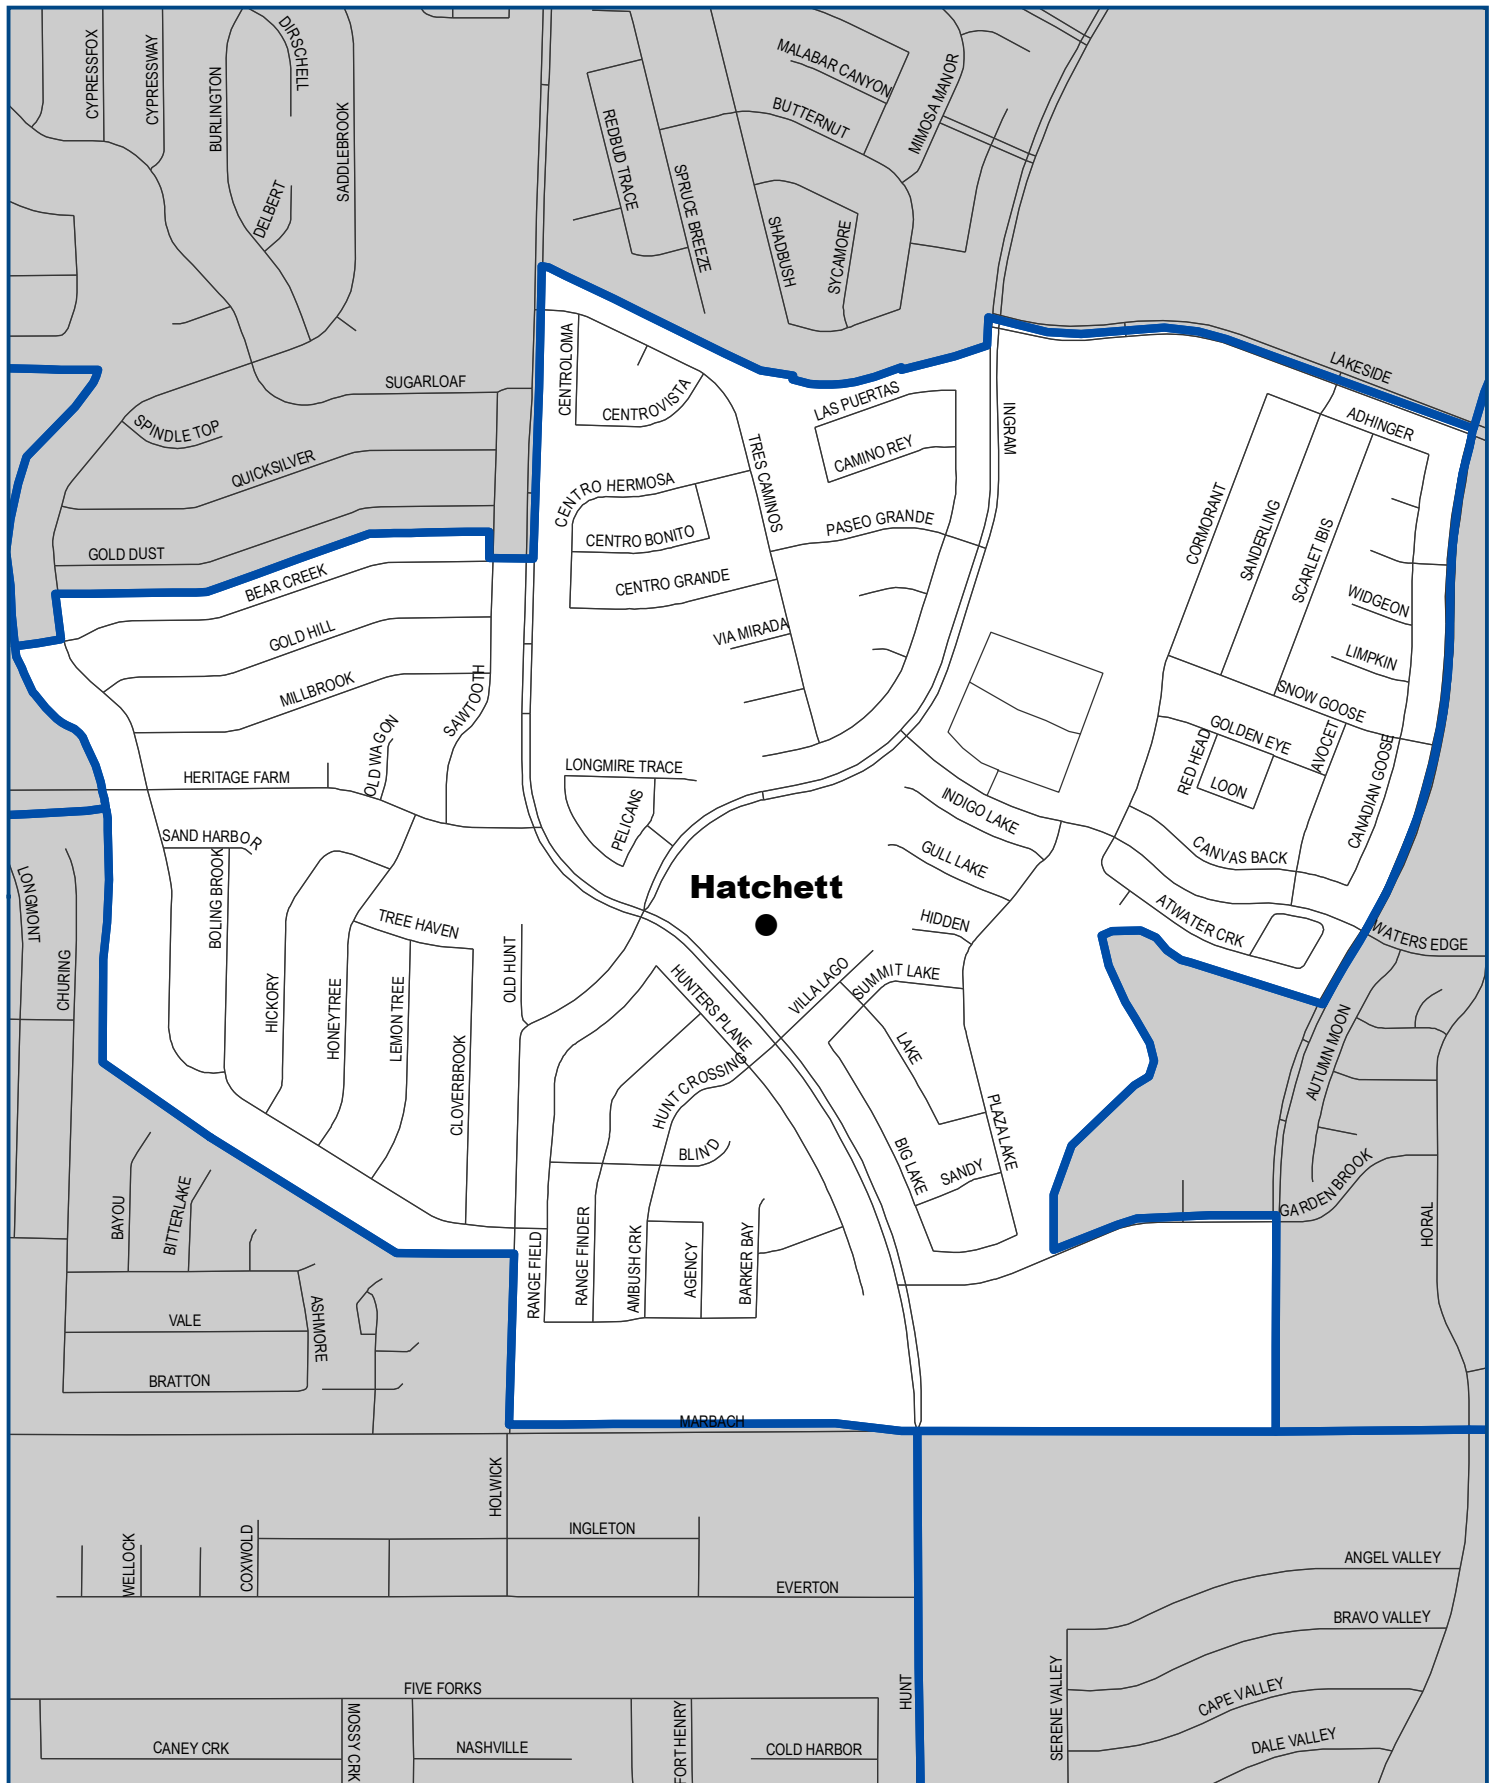 CYPRESSFOX
CYPRESSWAY
BURLINGTON
DIRSCHELL
SADDLEBROOK
DELBERT
MALABAR CANYON
BUTTERNUT
MIMOSA MANOR
REDBUD TRACE
SPRUCE BREEZE
SHADBUSH
SYCAMORE
SUGARLOAF
SPINDLE TOP
QUICKSILVER
GOLD DUST
CENTROLOMA
CENTROVISTA
LAS PUERTAS
CAMINO REY
INGRAM
LAKESIDE
ADHINGER
TRES CAMINOS
CENTRO HERMOSA
CENTRO BONITO
CENTRO GRANDE
PASEO GRANDE
VIA MIRADA
CORMORANT
SANDERLING
SCARLET IBIS
WIDGEON
LIMPKIN
SNOW GOOSE
GOLDEN EYE
AVOCET
RED HEAD
LOON
CANADIAN GOOSE
CANVAS BACK
BEAR CREEK
GOLD HILL
MILLBROOK
SAWTOOTH
OLD WAGON
HERITAGE FARM
LONGMIRE TRACE
PELICANS
INDIGO LAKE
GULL LAKE
HIDDEN
SAND HARBOR
BOLING BROOK
LONGMONT
CHURING
HICKORY
HONEYTREE
TREE HAVEN
LEMON TREE
CLOVERBROOK
OLD HUNT
Hatchett
ATWATER CRK
WATERS EDGE
HUNTERS PLANE
VILLA LAGO
SUMMIT LAKE
LAKE
HUNT CROSSING
BLIND
PLAZA LAKE
BIG LAKE
SANDY
AUTUMN MOON
GARDEN BROOK
HORAL
BAYOU
BITTERLAKE
RANGE FIELD
RANGE FINDER
AMBUSH CRK
AGENCY
BARKER BAY
VALE
ASHMORE
BRATTON
MARBACH
HOLWICK
WELLOCK
COXWOLD
INGLETON
EVERTON
ANGEL VALLEY
BRAVO VALLEY
SERENE VALLEY
CAPE VALLEY
DALE VALLEY
HUNT
FIVE FORKS
CANEY CRK
MOSSY CRK
NASHVILLE
FORT HENRY
COLD HARBOR